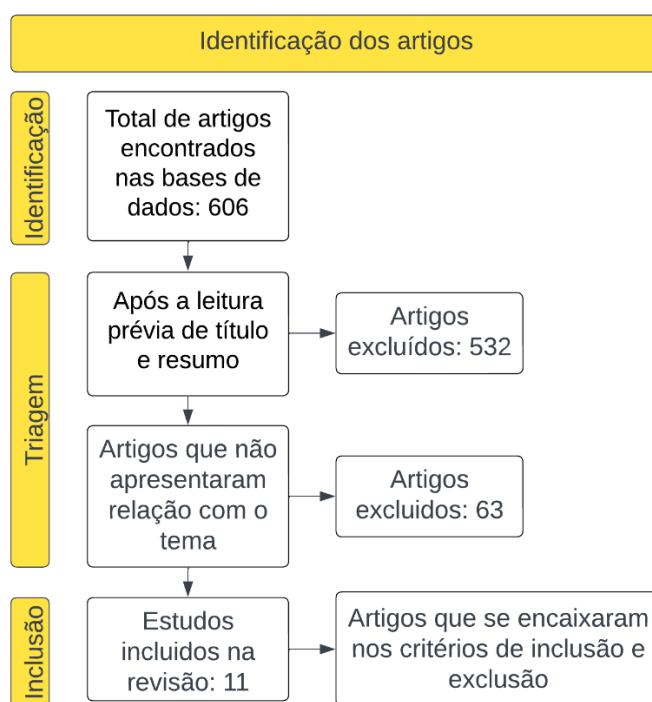 Identificação dos artigos
Identificação
Total de artigos
encontrados
nas bases de
dados: 606
Triagem
Após a leitura
prévia de título
e resumo
Artigos
excluídos: 532
Artigos que não
apresentaram
relação com o
tema
Artigos
excluidos: 63
Inclusão
Estudos
incluidos na
revisão: 11
Artigos que se encaixaram
nos critérios de inclusão e
exclusão